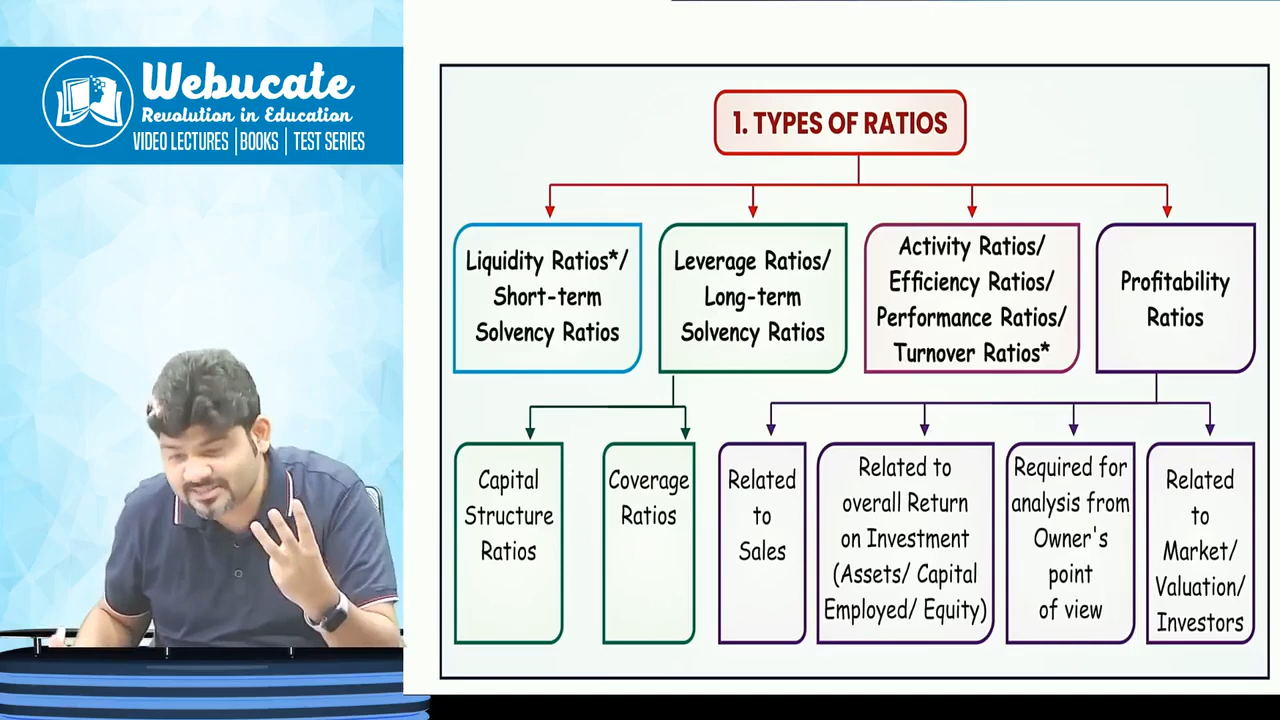 Webucate
Revolution in Education
VIDEO LECTURES | BOOKS | TEST SERIES
1. TYPES OF RATIOS
Liquidity Ratios*/
Short-term
Solvency Ratios
Leverage Ratios/
Long-term
Solvency Ratios
Activity Ratios/
Efficiency Ratios/
Performance Ratios/
Turnover Ratios*
Profitability
Ratios
Capital
Structure
Ratios
Coverage
Ratios
Related
to
Sales
Related to
overall Return
on Investment
(Assets/ Capital
Employed/ Equity)
Required for
analysis from
Owner's
point
of view
Related
to
Market/
Valuation/
Investors